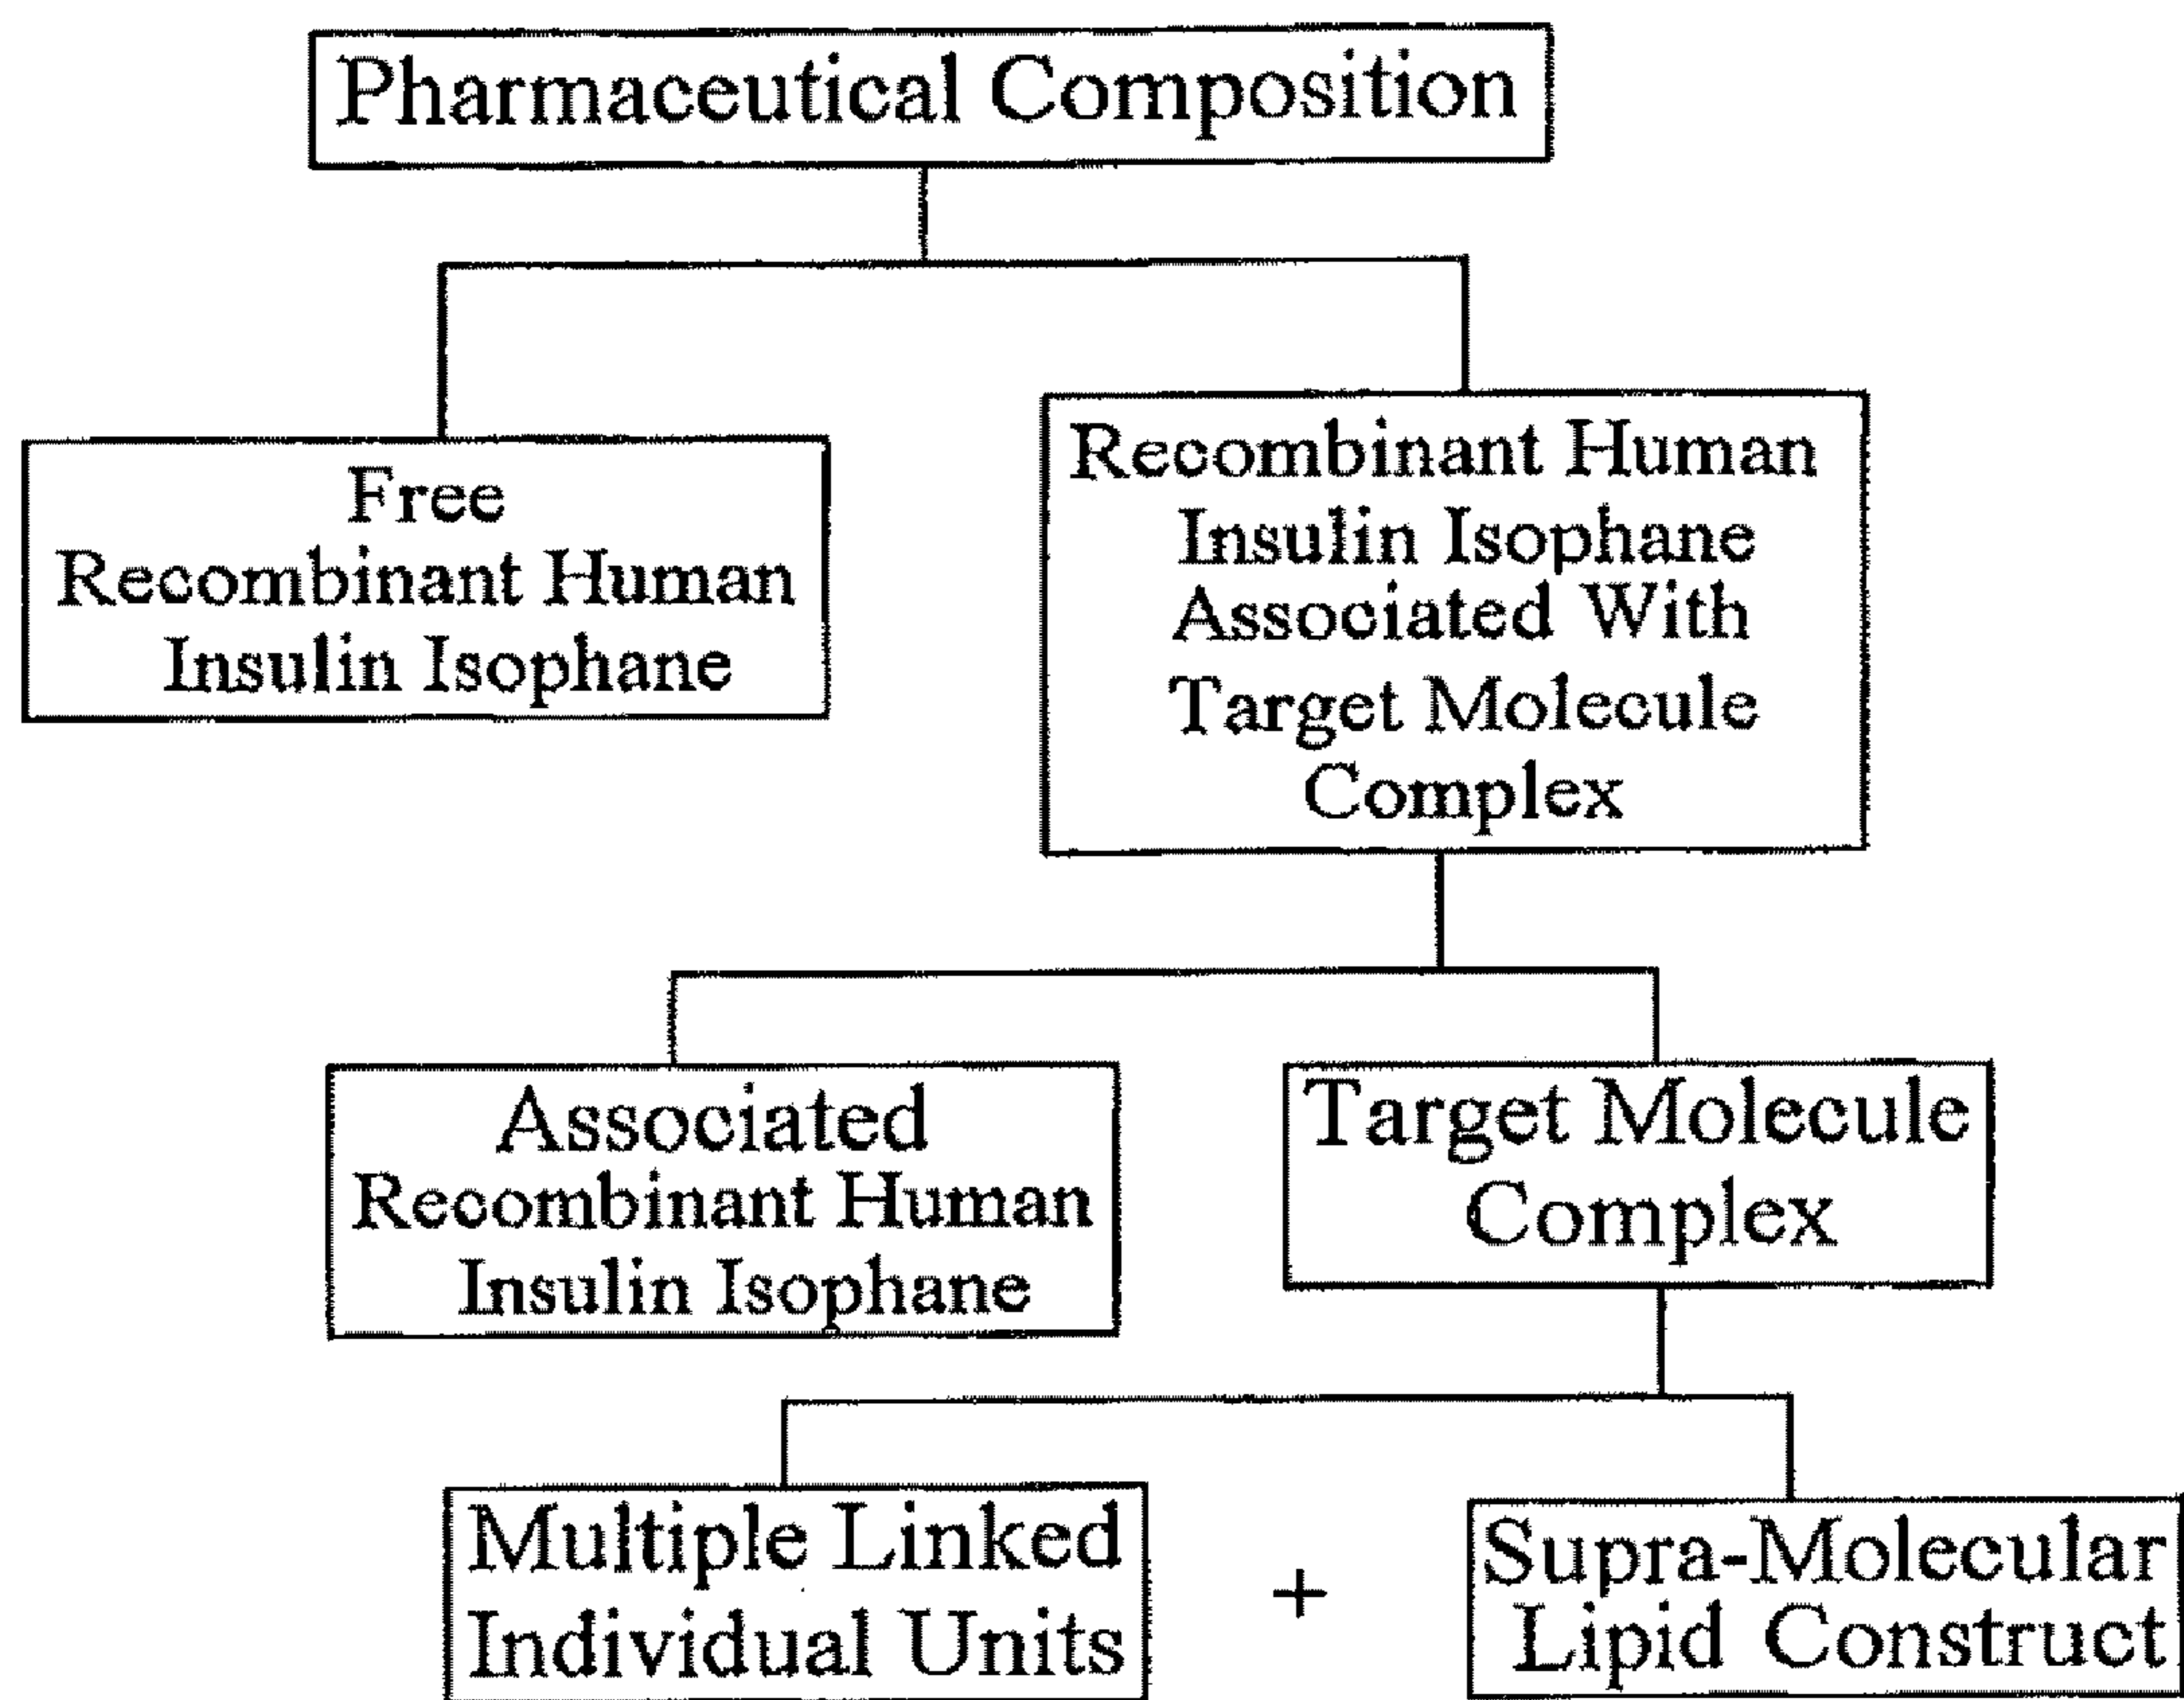 Pharmaceutical Composition
Free
Recombinant Human
Insulin Isophane
Recombinant Human
Insulin Isophane
Associated With
Target Molecule
Complex
Associated
Recombinant Human
Insulin Isophane
Target Molecule
Complex
Multiple Linked
Individual Units
+
Supra-Molecular
Lipid Construct